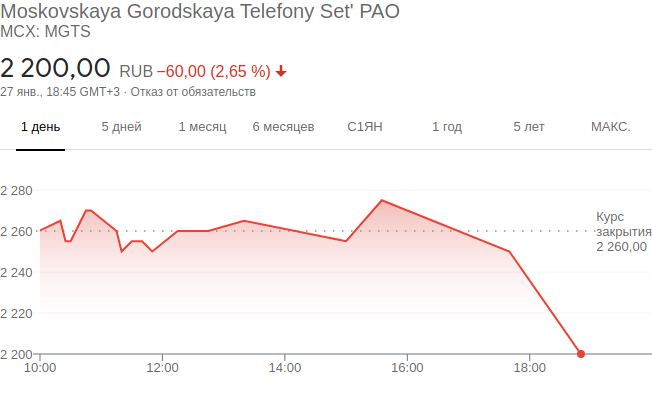 Moskovskaya Gorodskaya Telefony Set' PAO
MCX: MGTS
2 200,00 RUB −60,00 (2,65 %)
27 янв., 18:45 GMT+3 · Отказ от обязательств
1 день 5 дней 1 месяц 6 месяцев С1ЯН 1 год 5 лет МАКС.
2 280
Курс
2 260 закрытия
2 260,00
2 240
2 220
2 200
10:00 12:00 14:00 16:00 18:00